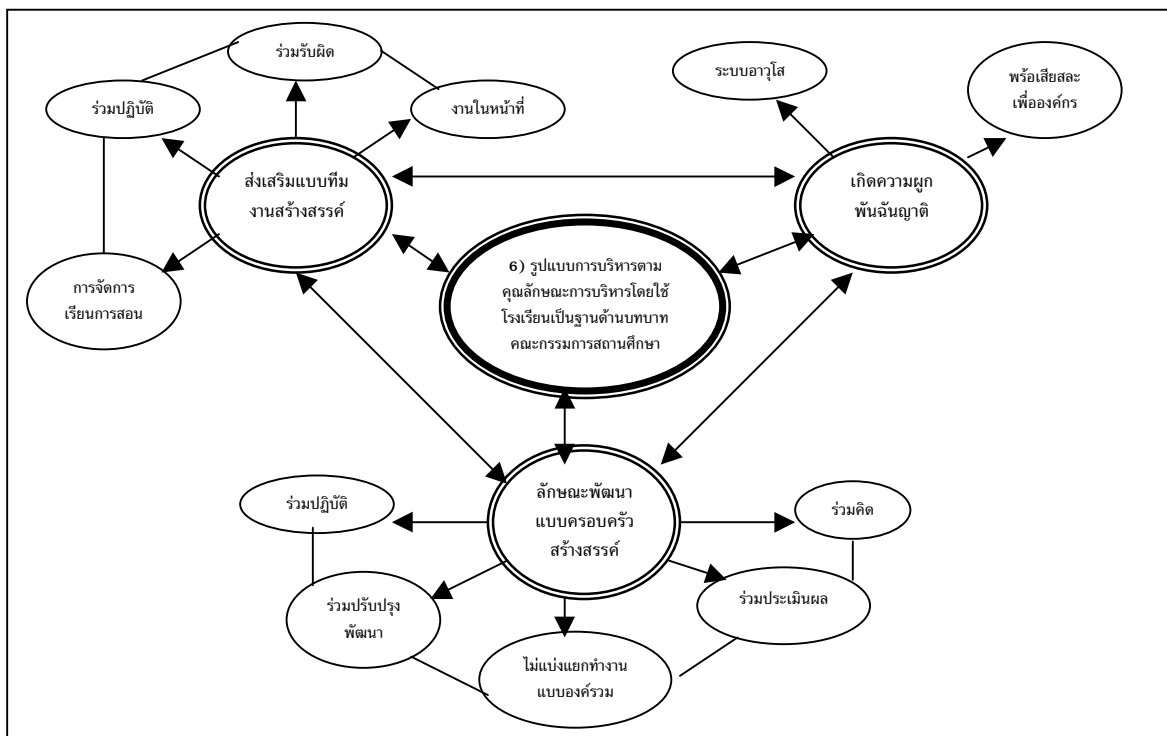 ร่วมรับผิด
ระบบอาวุโส
พร้อเสียสละ
เพื่อองค์กร
ร่วมปฏิบัติ
งานในหน้าที่
ส่งเสริมแบบทีม
งานสร้างสรรค์
เกิดความผูก
พันฉันญาติ
6) รูปแบบการบริหารตาม
คุณลักษณะการบริหารโดยใช้
โรงเรียนเป็นฐานด้านบทบาท
คณะกรรมการสถานศึกษา
การจัดการ
เรียนการสอน
ลักษณะพัฒนา
แบบครอบครัว
สร้างสรรค์
ร่วมปฏิบัติ
ร่วมคิด
ร่วมปรับปรุง
พัฒนา
ร่วมประเมินผล
ไม่แบ่งแยกทำงาน
แบบองค์รวม